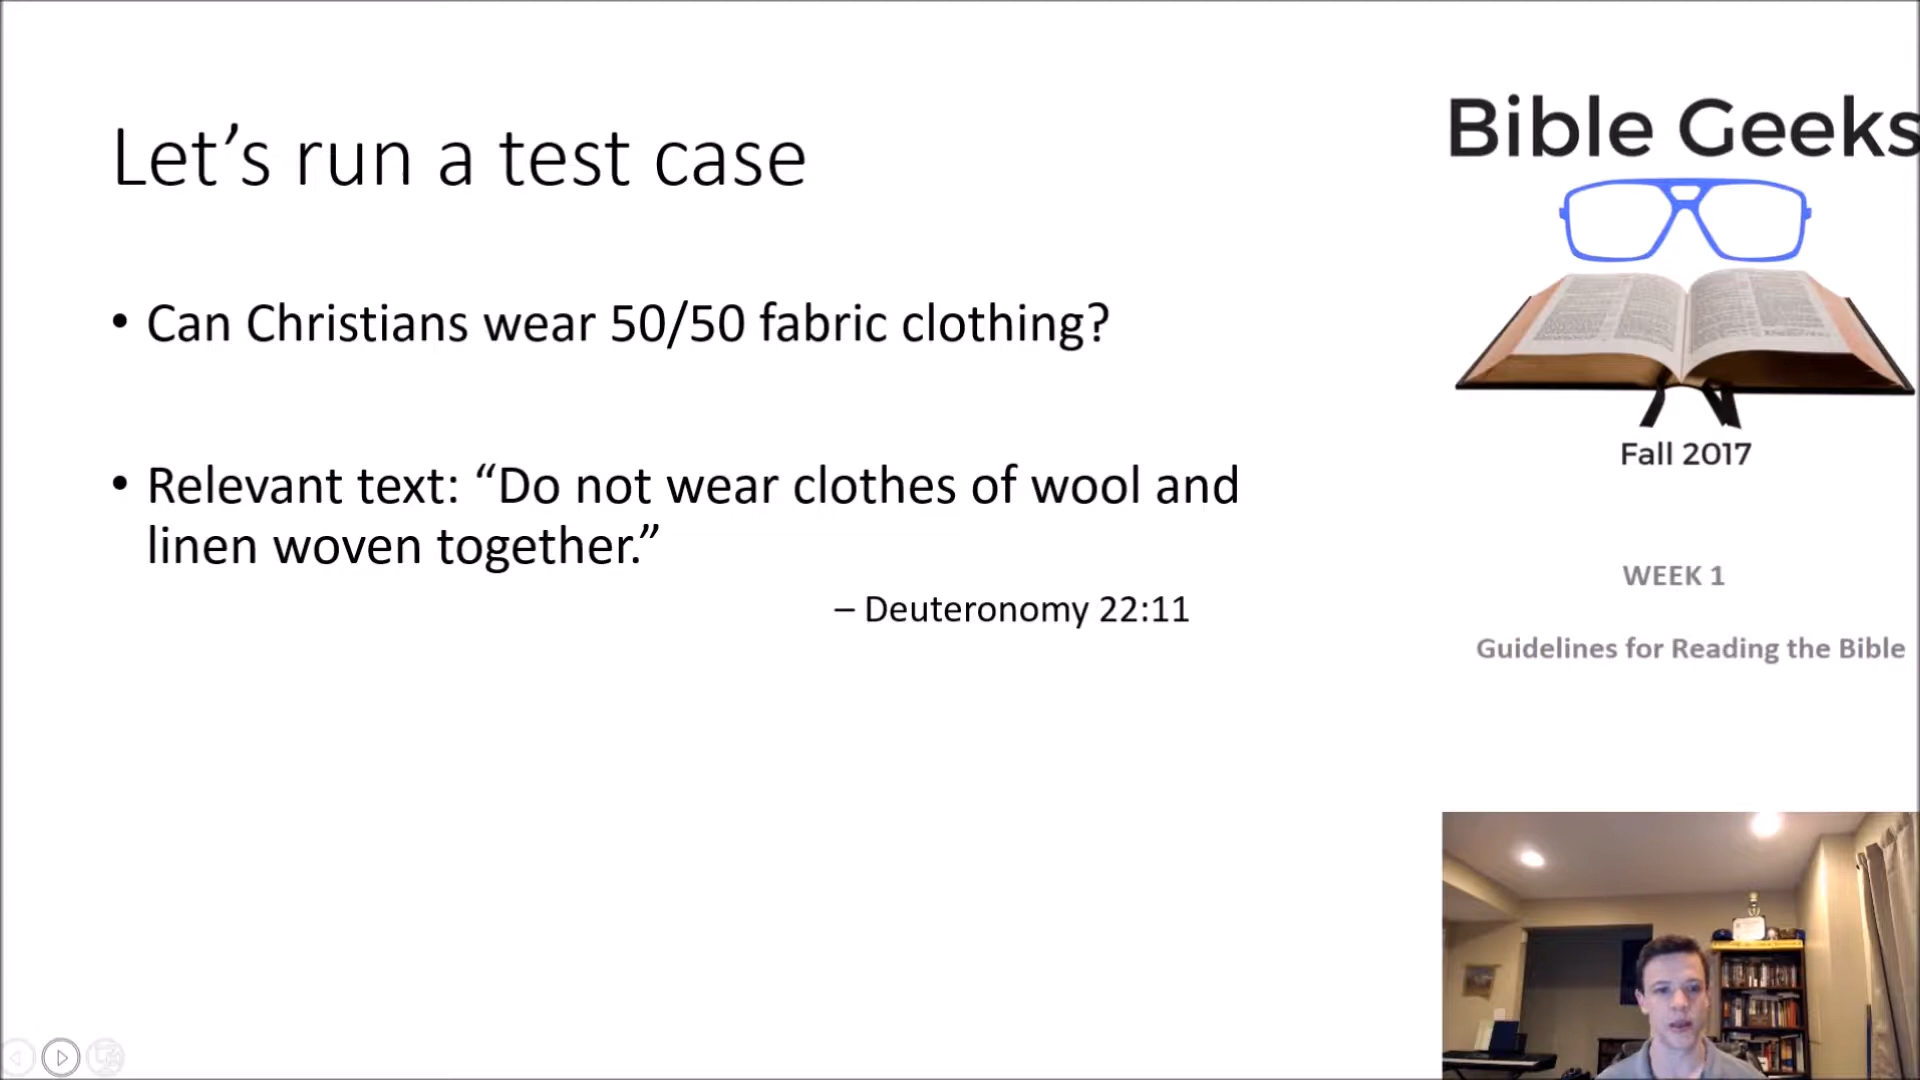 Let’s run a test case
• Can Christians wear 50/50 fabric clothing?
• Relevant text: “Do not wear clothes of wool and
linen woven together.”
– Deuteronomy 22:11
Bible Geeks
Fall 2017
WEEK 1
Guidelines for Reading the Bible